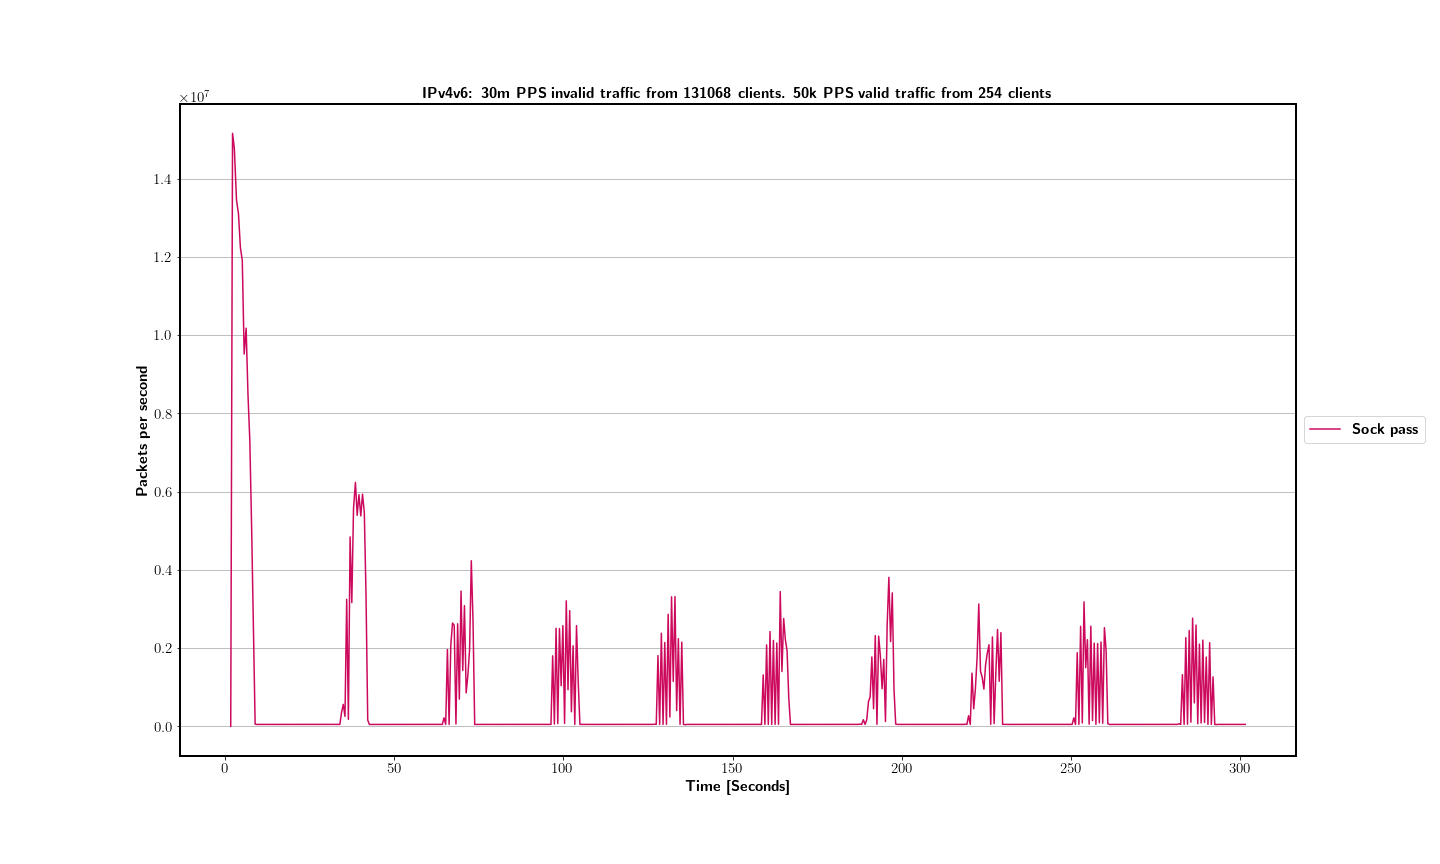 IPv4v6: 30m PPS invalid traffic from 131068 clients. 50k PPS valid traffic from 254 clients
×10⁷
1.4
1.2
1.0
0.8
0.6
0.4
0.2
0.0
Packets per second
Sock pass
0 50 100 150 200 250 300
Time [Seconds]